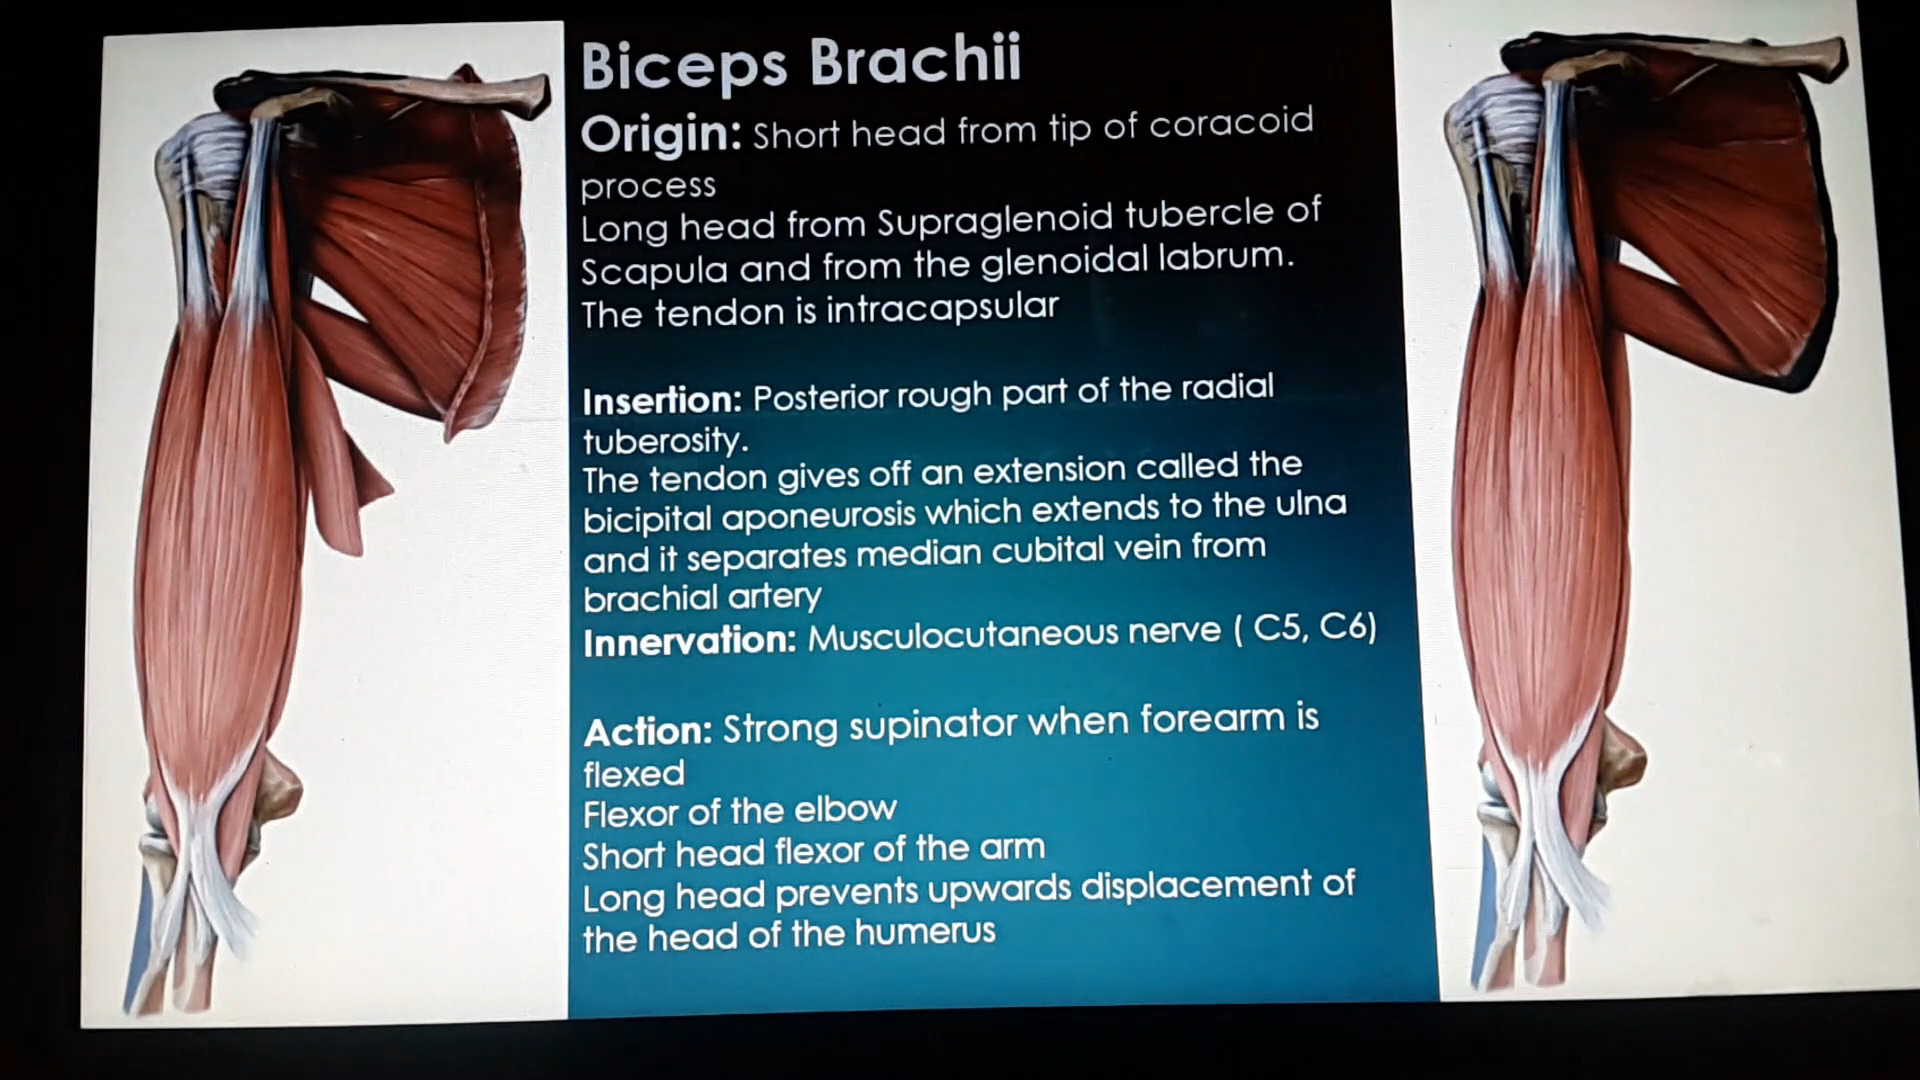 Biceps Brachii
Origin: Short head from tip of coracoid
process
Long head from Supraglenoid tubercle of
Scapula and from the glenoidal labrum.
The tendon is intracapsular
Insertion: Posterior rough part of the radial
tuberosity.
The tendon gives off an extension called the
bicipital aponeurosis which extends to the ulna
and it separates median cubital vein from
brachial artery
Innervation: Musculocutaneous nerve ( C5, C6)
Action: Strong supinator when forearm is
flexed
Flexor of the elbow
Short head flexor of the arm
Long head prevents upwards displacement of
the head of the humerus